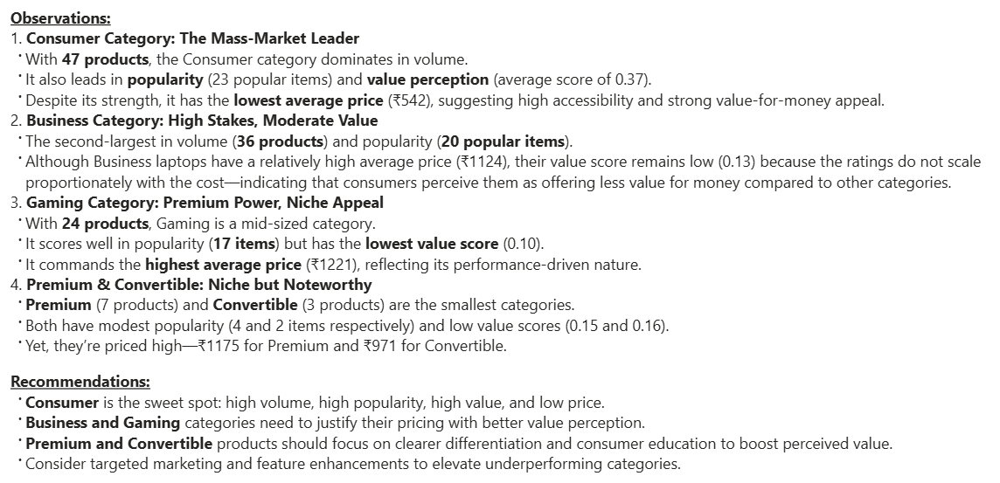 Observations:
1. Consumer Category: The Mass-Market Leader
• With 47 products, the Consumer category dominates in volume.
• It also leads in popularity (23 popular items) and value perception (average score of 0.37).
• Despite its strength, it has the lowest average price (₹542), suggesting high accessibility and strong value-for-money appeal.
2. Business Category: High Stakes, Moderate Value
• The second-largest in volume (36 products) and popularity (20 popular items).
• Although Business laptops have a relatively high average price (₹1124), their value score remains low (0.13) because the ratings do not scale
proportionately with the cost—indicating that consumers perceive them as offering less value for money compared to other categories.
3. Gaming Category: Premium Power, Niche Appeal
• With 24 products, Gaming is a mid-sized category.
• It scores well in popularity (17 items) but has the lowest value score (0.10).
• It commands the highest average price (₹1221), reflecting its performance-driven nature.
4. Premium & Convertible: Niche but Noteworthy
• Premium (7 products) and Convertible (3 products) are the smallest categories.
• Both have modest popularity (4 and 2 items respectively) and low value scores (0.15 and 0.16).
• Yet, they’re priced high—₹1175 for Premium and ₹971 for Convertible.
Recommendations:
• Consumer is the sweet spot: high volume, high popularity, high value, and low price.
• Business and Gaming categories need to justify their pricing with better value perception.
• Premium and Convertible products should focus on clearer differentiation and consumer education to boost perceived value.
• Consider targeted marketing and feature enhancements to elevate underperforming categories.